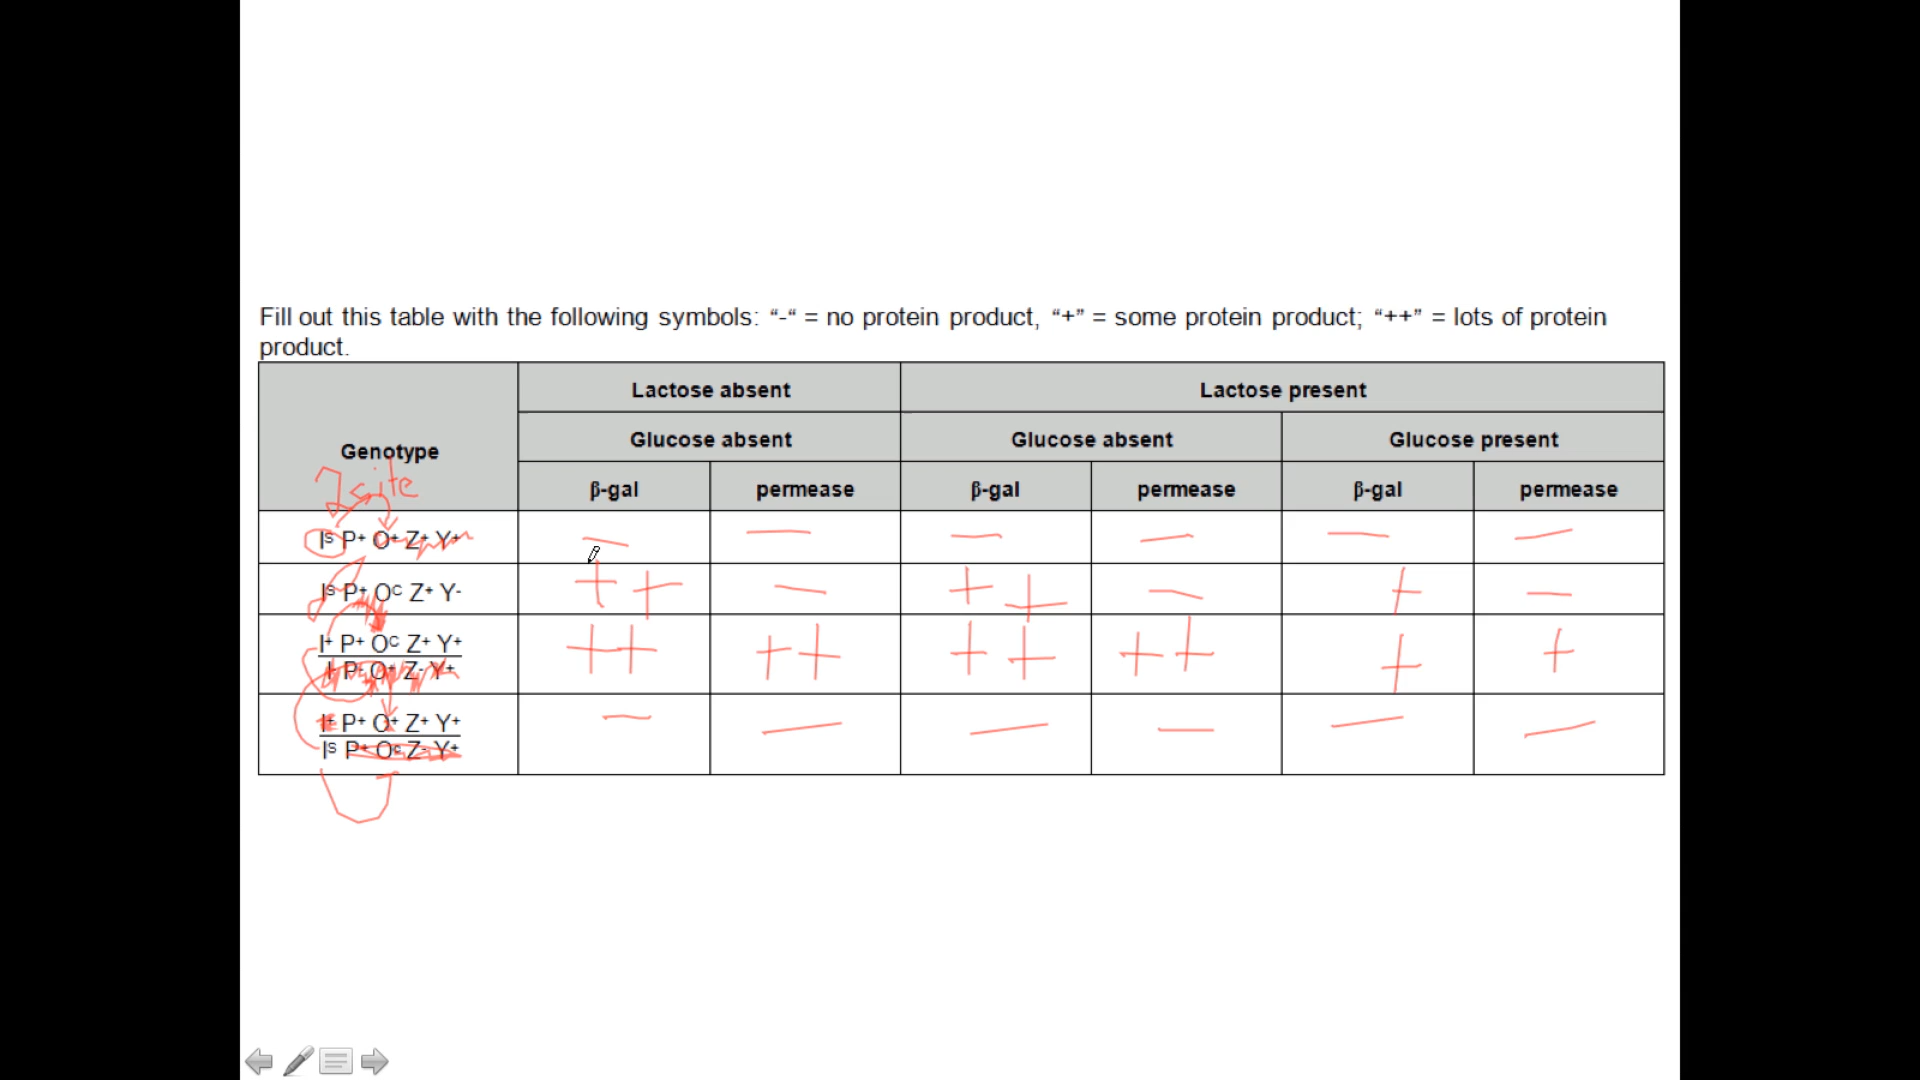 Fill out this table with the following symbols: “-“ = no protein product, “+” = some protein product; “++” = lots of protein
product.
Lactose absent Lactose present
Genotype Glucose absent Glucose absent Glucose present
β-gal permease β-gal permease β-gal permease
site
Iˢ P⁺ O⁺ Z⁺ Y⁺ — — — — — —
Iˢ P⁺ Oᶜ Z⁺ Y⁻ ++ — ++ — + —
I⁺ P⁺ Oᶜ Z⁺ Y⁺ ++ ++ ++ ++ + +
O⁺ Z⁻ Y⁺
I⁺ P⁺ O⁺ Z⁺ Y⁺ — — — — — —
Iˢ P⁺ Oᶜ Z⁻ Y⁺